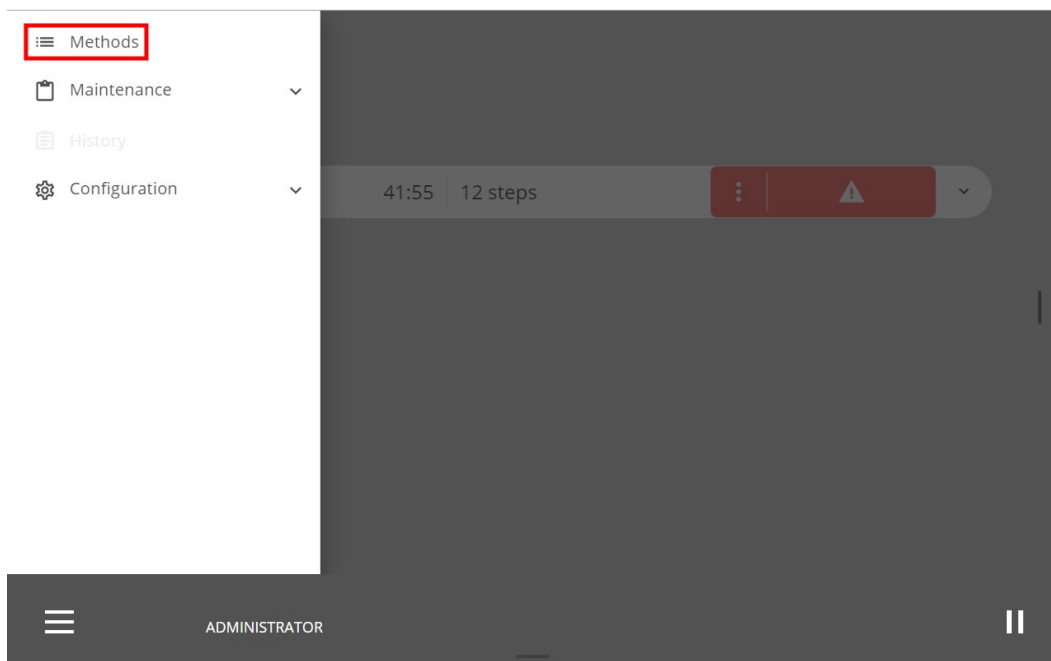 Methods
Maintenance
History
Configuration
41:55 12 steps
ADMINISTRATOR